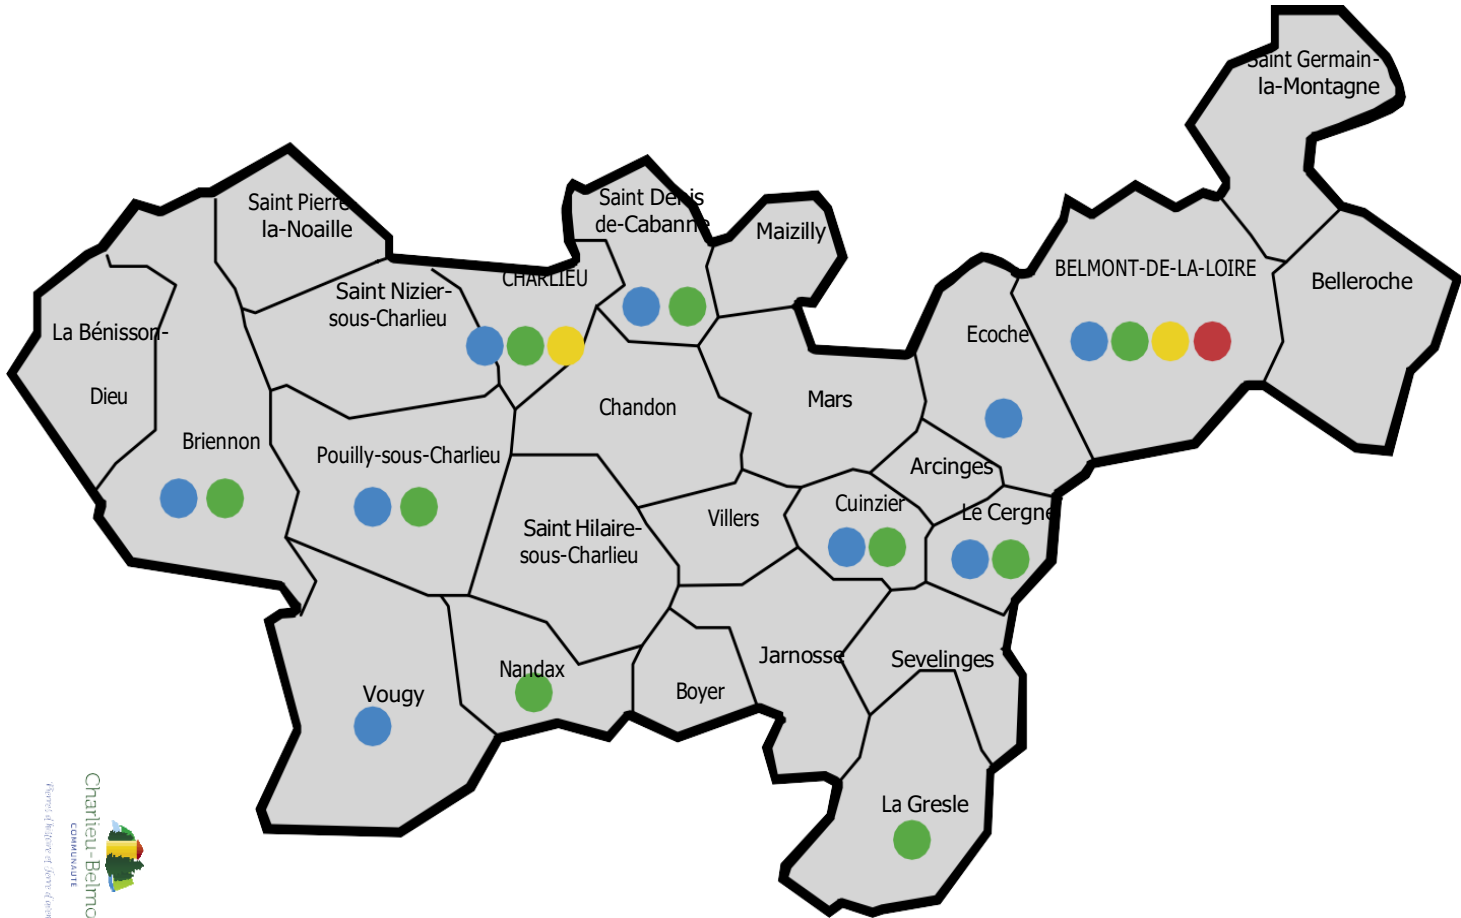 Saint Germain-
la-Montagne
Saint Pierre
la-Noaille
Saint Denis
de-Cabanne
Maizilly
CHARLIEU
BELMONT-DE-LA-LOIRE
Belleroche
Saint Nizier-
sous-Charlieu
La Bénisson-
Dieu
Ecoche
Chandon
Mars
Briennon
Pouilly-sous-Charlieu
Arcinges
Cuinzier
Le Cergne
Villers
Saint Hilaire-
sous-Charlieu
Jarnosse
Sevelinges
Nandax
Boyer
Vougy
La Gresle
Charlieu-Belmo
COMMUNAUTÉ